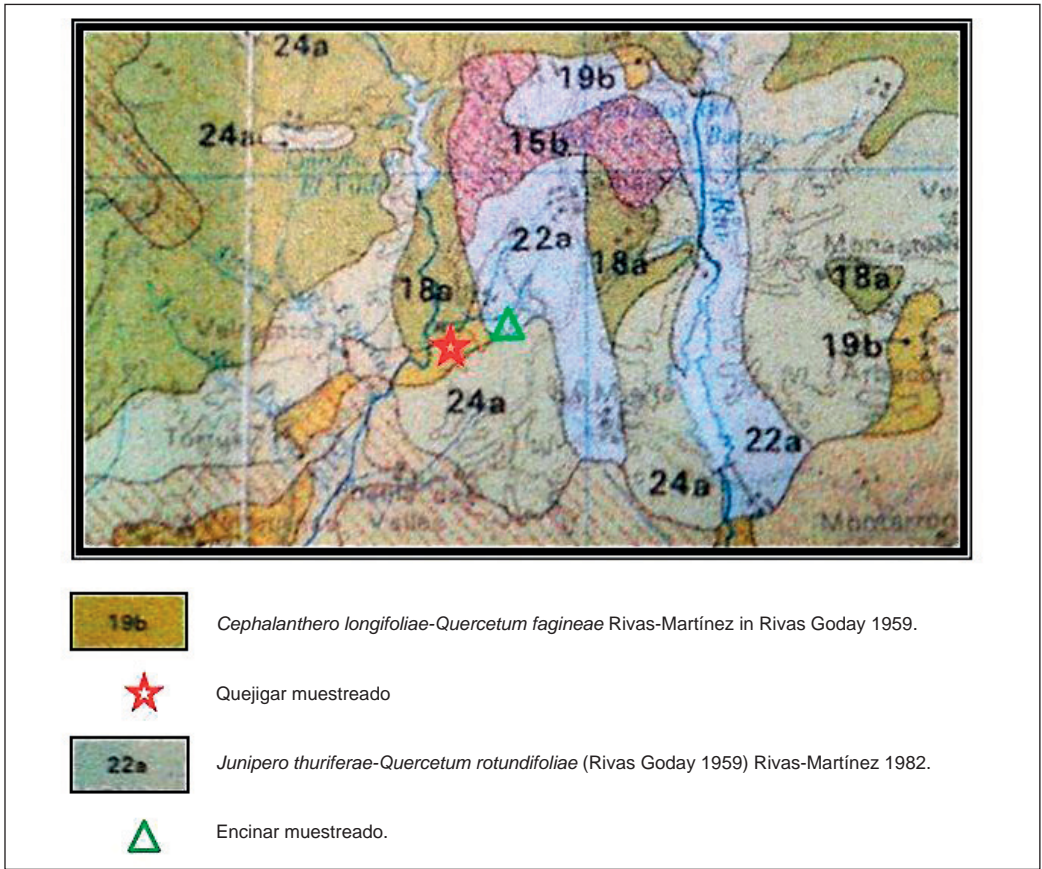 24a
19b
24a
15b
22a
18a
18a
18a
19b
24a
22a
24a
19b
Cephalanthero longifoliae-Quercetum fagineae Rivas-Martínez in Rivas Goday 1959.
Quejigar muestreado
22a
Junipero thuriferae-Quercetum rotundifoliae (Rivas Goday 1959) Rivas-Martínez 1982.
Encinar muestreado.